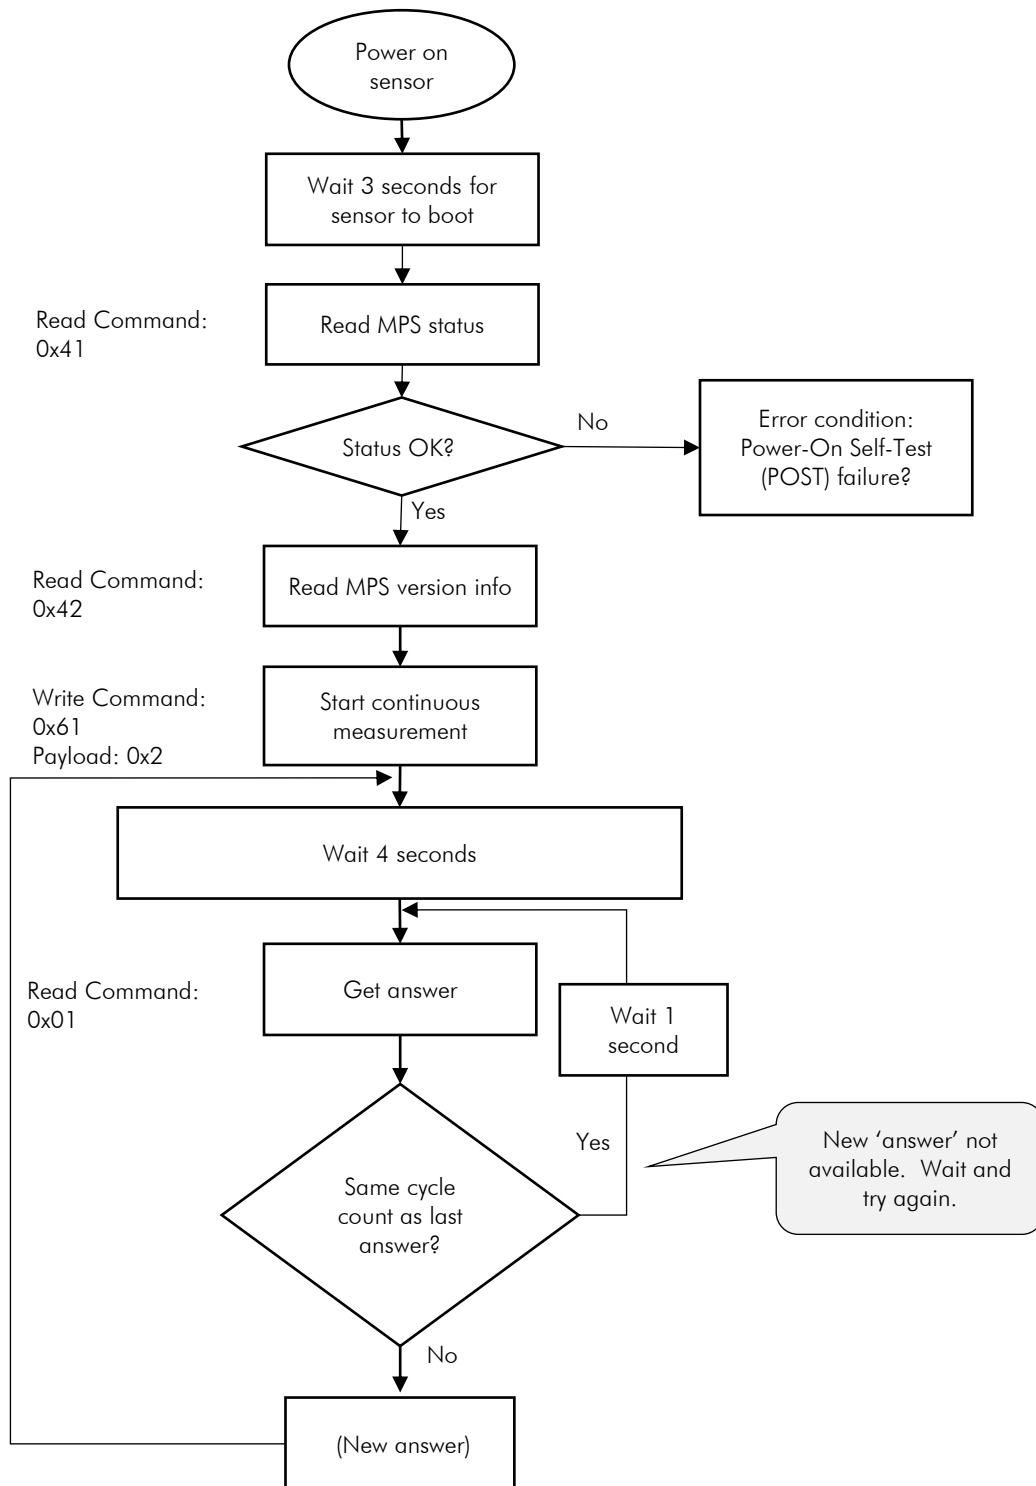 Power on
sensor
Wait 3 seconds for
sensor to boot
Read Command:
0x41
Read MPS status
Status OK?
No
Error condition:
Power-On Self-Test
(POST) failure?
Yes
Read Command:
0x42
Read MPS version info
Write Command:
0x61
Payload: 0x2
Start continuous
measurement
Wait 4 seconds
Read Command:
0x01
Get answer
Wait 1
second
Yes
New ‘answer’ not
available.  Wait and
try again.
Same cycle
count as last
answer?
No
(New answer)